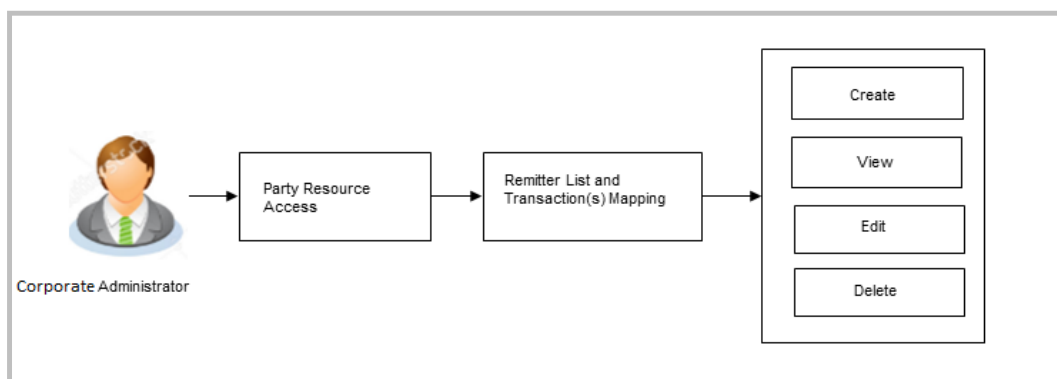 Corporate Administrator
Party Resource
Access
Remitter List and
Transaction(s) Mapping
Create
View
Edit
Delete